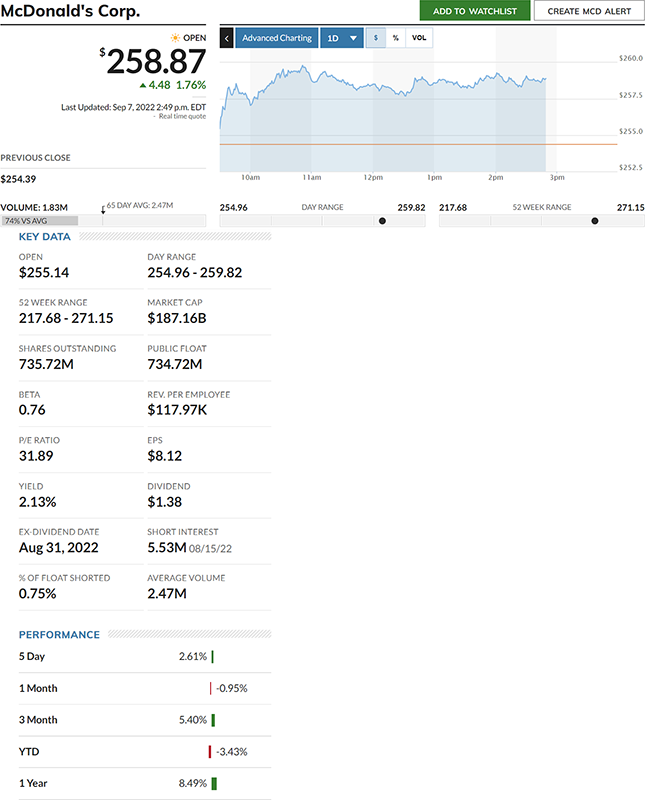 McDonald's Corp.
ADD TO WATCHLIST
CREATE MCD ALERT
OPEN
$258.87
4.48 1.76%
Last Updated: Sep 7, 2022 2:49 p.m. EDT
Real time quote
PREVIOUS CLOSE
$254.39
Advanced Charting 1D $ % VOL
$260.0
$257.5
$255.0
$252.5
10am 11am 12pm 1pm 2pm 3pm
VOLUME: 1.83M 65 DAY AVG: 2.47M
74% VS AVG
254.96 DAY RANGE 259.82
217.68 52 WEEK RANGE 271.15
KEY DATA
OPEN
$255.14
DAY RANGE
254.96 - 259.82
52 WEEK RANGE
217.68 - 271.15
MARKET CAP
$187.16B
SHARES OUTSTANDING
735.72M
PUBLIC FLOAT
734.72M
BETA
0.76
REV. PER EMPLOYEE
$117.97K
P/E RATIO
31.89
EPS
$8.12
YIELD
2.13%
DIVIDEND
$1.38
EX-DIVIDEND DATE
Aug 31, 2022
SHORT INTEREST
5.53M 08/15/22
% OF FLOAT SHORTED
0.75%
AVERAGE VOLUME
2.47M
PERFORMANCE
5 Day 2.61%
1 Month -0.95%
3 Month 5.40%
YTD -3.43%
1 Year 8.49%